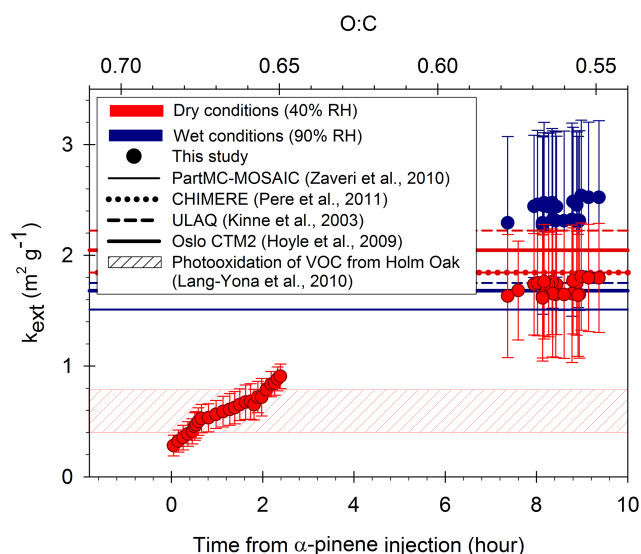 O:C
0.70 0.65 0.60 0.55
3
2
1
0
k_ext (m² g⁻¹)
Dry conditions (40% RH)
Wet conditions (90% RH)
This study
PartMC-MOSAIC (Zaveri et al., 2010)
CHIMERE (Pere et al., 2011)
ULAQ (Kinne et al., 2003)
Oslo CTM2 (Hoyle et al., 2009)
Photooxidation of VOC from Holm Oak
(Lang-Yona et al., 2010)
0 2 4 6 8 10
Time from α-pinene injection (hour)